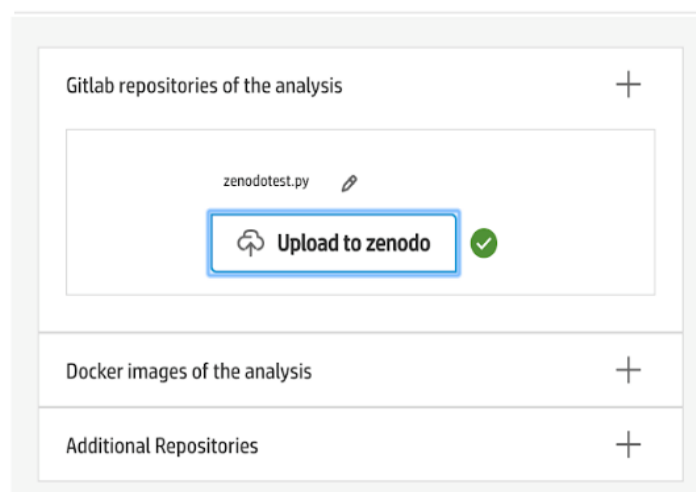 Gitlab repositories of the analysis
zenodotest.py
Upload to zenodo
Docker images of the analysis
Additional Repositories